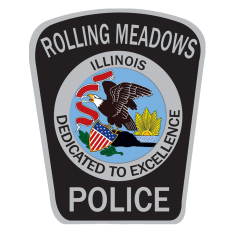 ROLLING MEADOWS
ILLINOIS
DEDICATED TO EXCELLENCE
POLICE